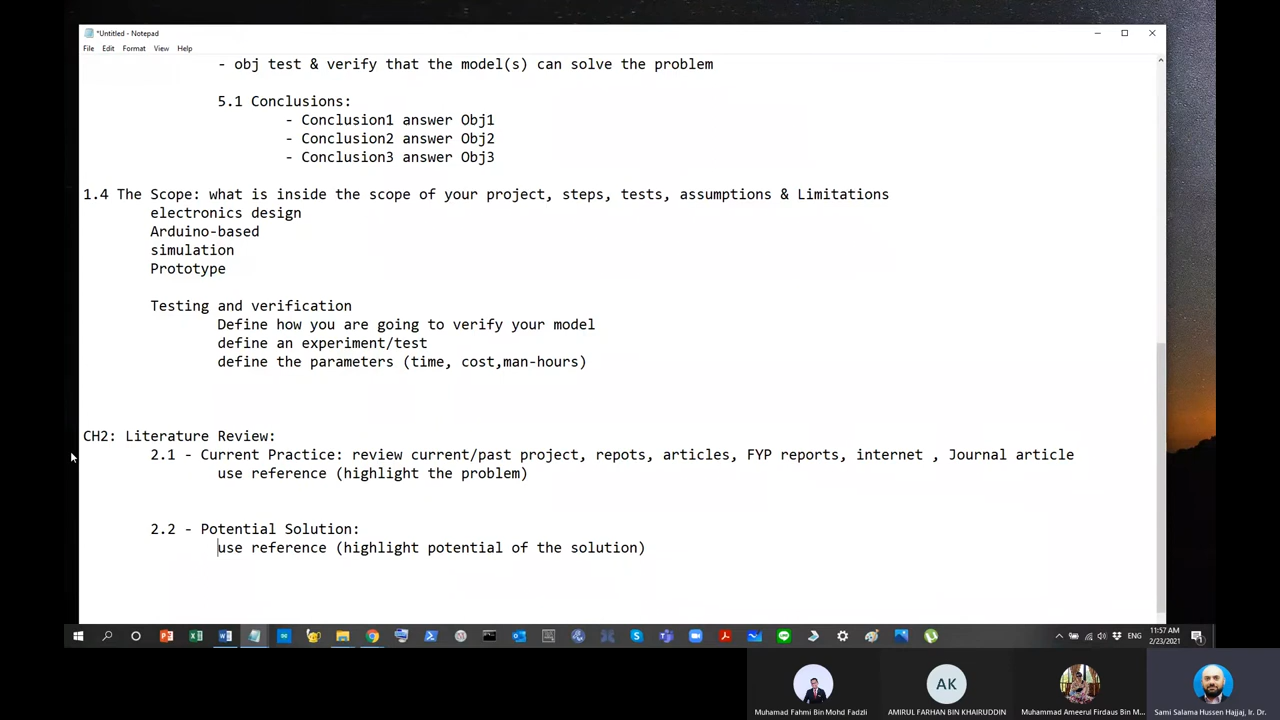 *Untitled - Notepad
File Edit Format View Help
- obj test & verify that the model(s) can solve the problem
5.1 Conclusions:
- Conclusion1 answer Obj1
- Conclusion2 answer Obj2
- Conclusion3 answer Obj3
1.4 The Scope: what is inside the scope of your project, steps, tests, assumptions & Limitations
electronics design
Arduino-based
simulation
Prototype
Testing and verification
Define how you are going to verify your model
define an experiment/test
define the parameters (time, cost,man-hours)
CH2: Literature Review:
2.1 - Current Practice: review current/past project, repots, articles, FYP reports, internet , Journal article
use reference (highlight the problem)
2.2 - Potential Solution:
use reference (highlight potential of the solution)
ENG
11:57 AM
2/23/2021
AK
Muhamad Fahmi Bin Mohd Fadzli
AMIRUL FARHAN BIN KHAIRUDDIN
Muhammad Ameerul Firdaus Bin M...
Sami Salama Hussen Hajjaj, Ir. Dr.